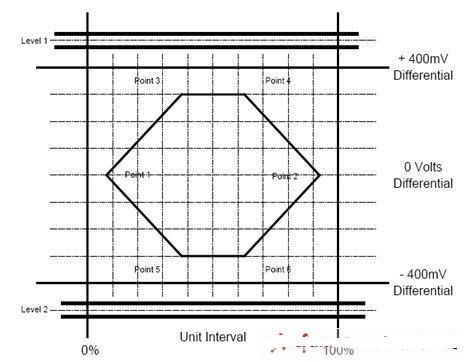 Level 1
+ 400mV
Differential
Point 3
Point 4
0 Volts
Differential
Point 1
Point 2
Point 5
Point 6
- 400mV
Differential
Level 2
Unit Interval
0%
100%